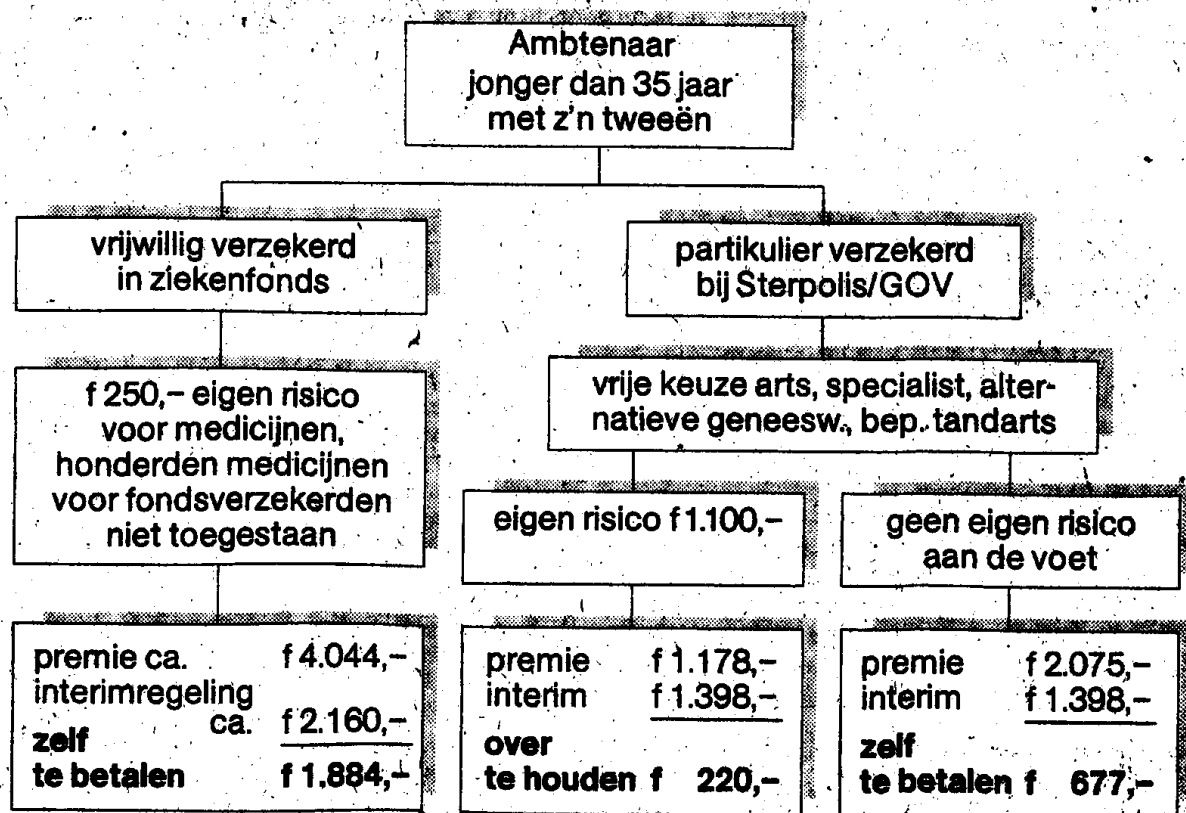 Ambtenaar
jonger dan 35 jaar
met z'n tweeën
vrijwillig verzekerd
in ziekenfonds
partikulier verzekerd
bij Sterpolis/GOV
f 250,– eigen risico
voor medicijnen,
honderden medicijnen
voor fondsverzekerden
niet toegestaan
vrije keuze arts, specialist, alter-
natieve geneesw., bep. tandarts
eigen risico f 1.100,–
geen eigen risico
aan de voet
premie ca. f 4.044,–
interimregeling
ca. f 2.160,–
zelf
te betalen f 1.884,–
premie f 1.178,–
interim f 1.398,–
over
te houden f 220,–
premie f 2.075,–
interim f 1.398,–
zelf
te betalen f 677,–